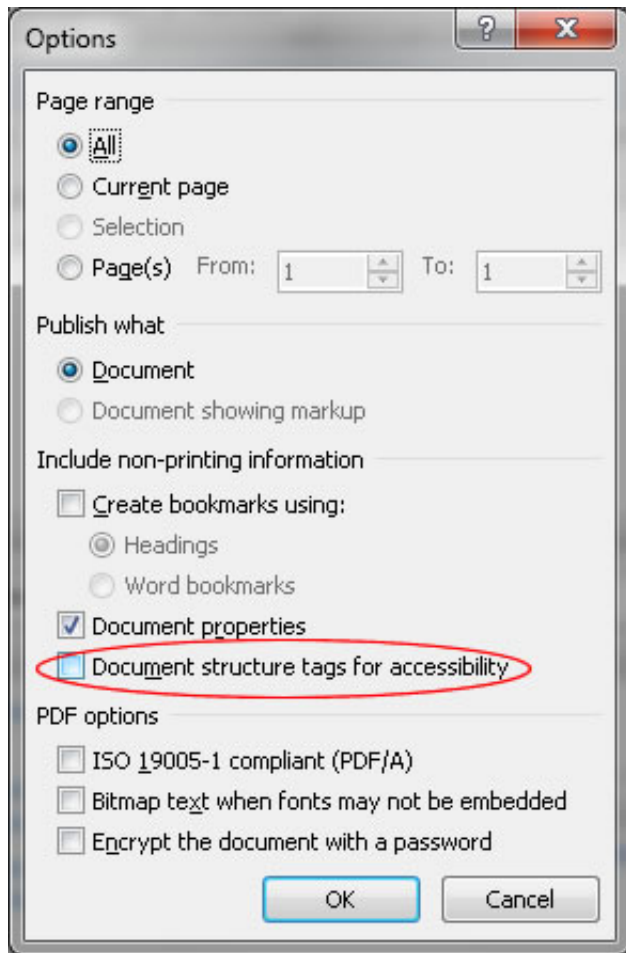 Options
Page range
All
Current page
Selection
Page(s) From: 1 To: 1
Publish what
Document
Document showing markup
Include non-printing information
Create bookmarks using:
Headings
Word bookmarks
Document properties
Document structure tags for accessibility
PDF options
ISO 19005-1 compliant (PDF/A)
Bitmap text when fonts may not be embedded
Encrypt the document with a password
OK Cancel